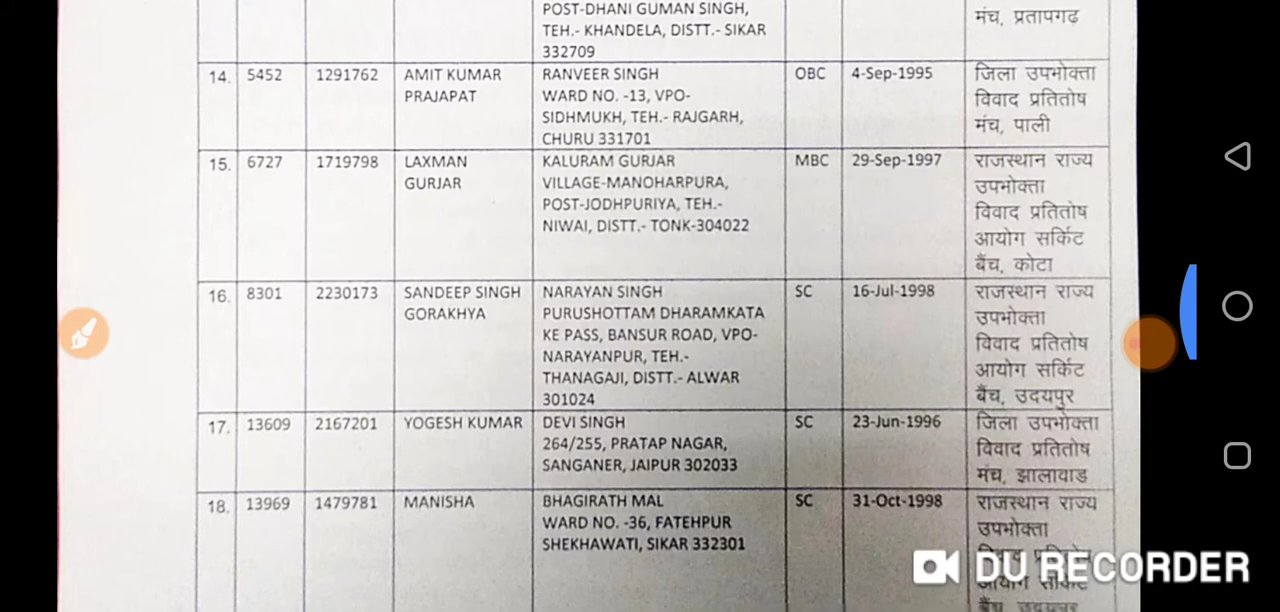 POST-DHANI GUMAN SINGH,
TEH.- KHANDELA, DISTT.- SIKAR
332709
मंच, प्रतापगढ
14. 5452 1291762 AMIT KUMAR PRAJAPAT
RANVEER SINGH
WARD NO. -13, VPO-
SIDHMUKH, TEH.- RAJGARH,
CHURU 331701
OBC 4-Sep-1995
जिला उपभोक्ता
विवाद प्रतितोष
मंच, पाली
15. 6727 1719798 LAXMAN GURJAR
KALURAM GURJAR
VILLAGE-MANOHARPURA,
POST-JODHPURIYA, TEH.-
NIWAI, DISTT.- TONK-304022
MBC 29-Sep-1997
राजस्थान राज्य
उपभोक्ता
विवाद प्रतितोष
आयोग सर्किट
बैंच, कोटा
16. 8301 2230173 SANDEEP SINGH GORAKHYA
NARAYAN SINGH
PURUSHOTTAM DHARAMKATA
KE PASS, BANSUR ROAD, VPO-
NARAYANPUR, TEH.-
THANAGAJI, DISTT.- ALWAR
301024
SC 16-Jul-1998
राजस्थान राज्य
उपभोक्ता
विवाद प्रतितोष
आयोग सर्किट
बैंच, उदयपुर
17. 13609 2167201 YOGESH KUMAR
DEVI SINGH
264/255, PRATAP NAGAR,
SANGANER, JAIPUR 302033
SC 23-Jun-1996
जिला उपभोक्ता
विवाद प्रतितोष
मंच, झालावाड
18. 13969 1479781 MANISHA
BHAGIRATH MAL
WARD NO. -36, FATEHPUR
SHEKHAWATI, SIKAR 332301
SC 31-Oct-1998
राजस्थान राज्य
उपभोक्ता
विवाद प्रतितोष
आयोग सर्किट
बैंच उदयपुर
DU RECORDER